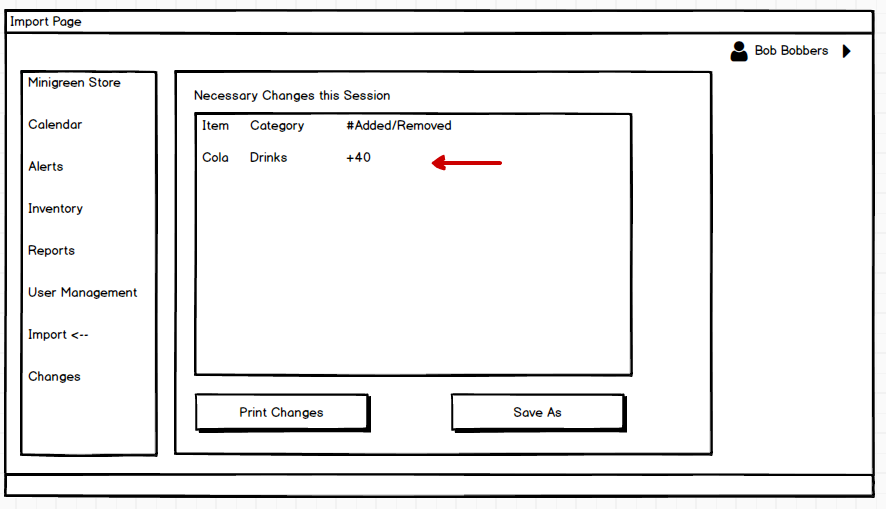 Import Page
Bob Bobbers
Minigreen Store
Calendar
Alerts
Inventory
Reports
User Management
Import <--
Changes
Necessary Changes this Session
Item Category #Added/Removed
Cola Drinks +40
Print Changes Save As